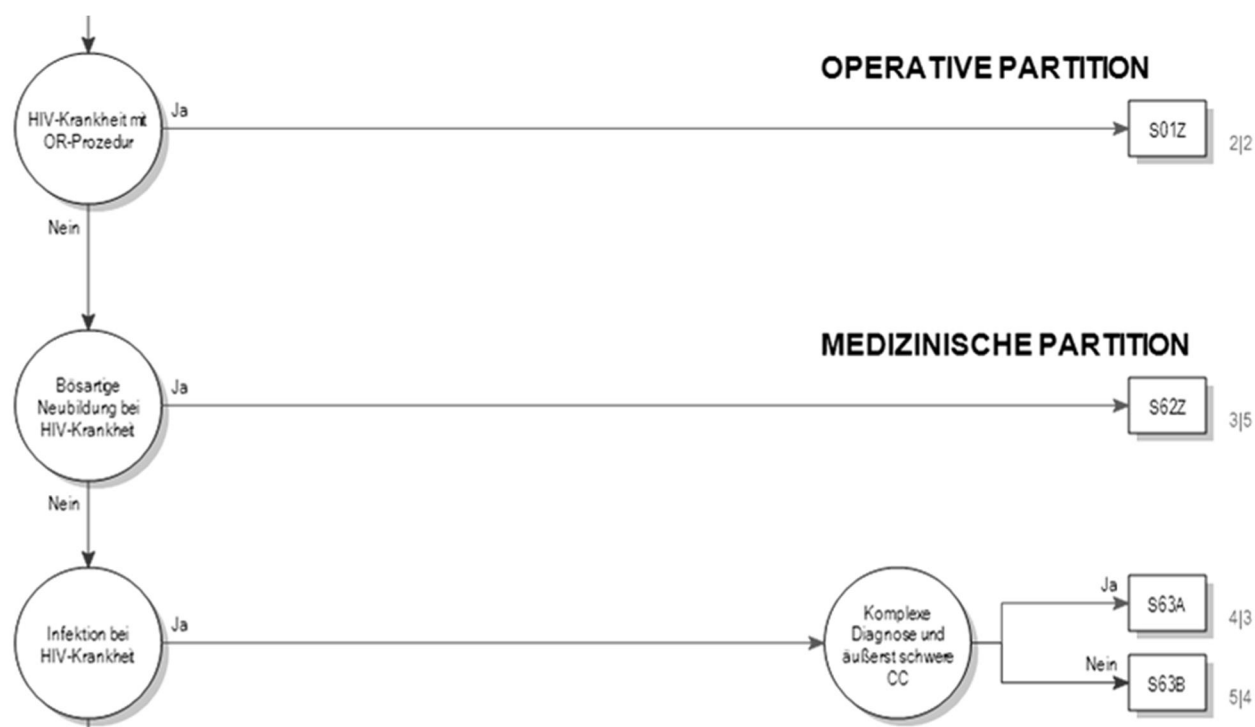 OPERATIVE PARTITION
HIV-Krankheit mit
OR-Prozedur
Ja
S01Z
2|2
Nein
MEDIZINISCHE PARTITION
Bösartige
Neubildung bei
HIV-Krankheit
Ja
S62Z
3|5
Nein
Infektion bei
HIV-Krankheit
Ja
Komplexe
Diagnose und
äußerst schwere
CC
Ja
S63A
4|3
Nein
S63B
5|4